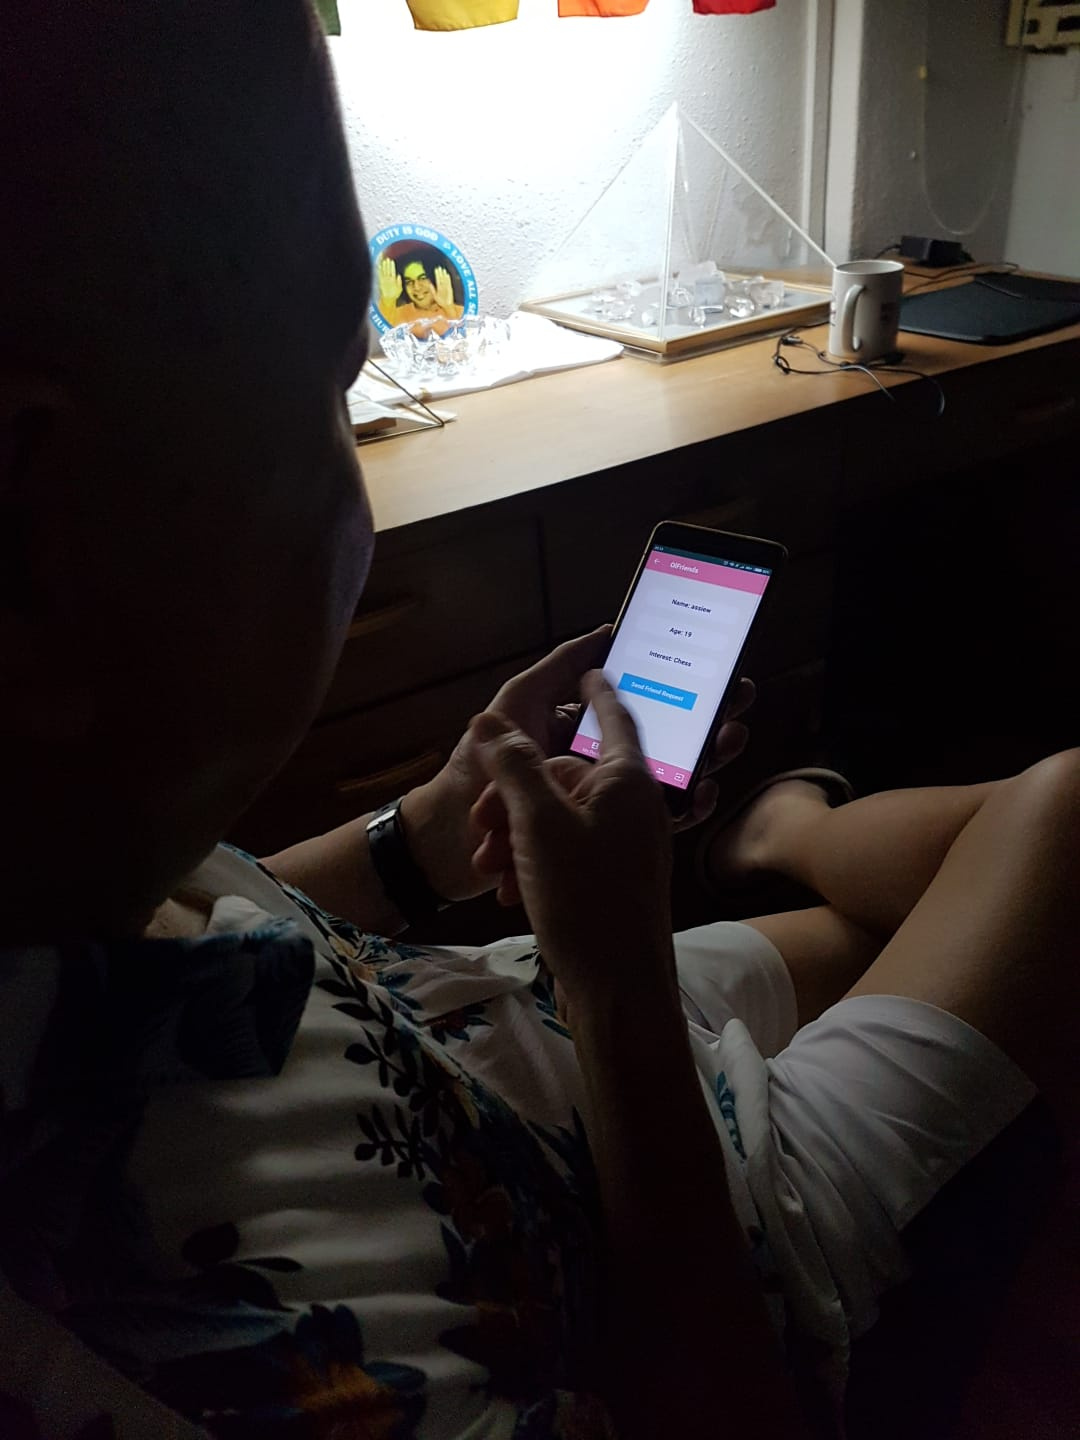 DUTY IS GOD
LOVE ALL
OlFriends
Name: assiew
Age: 19
Interest: Chess
Send Friend Request